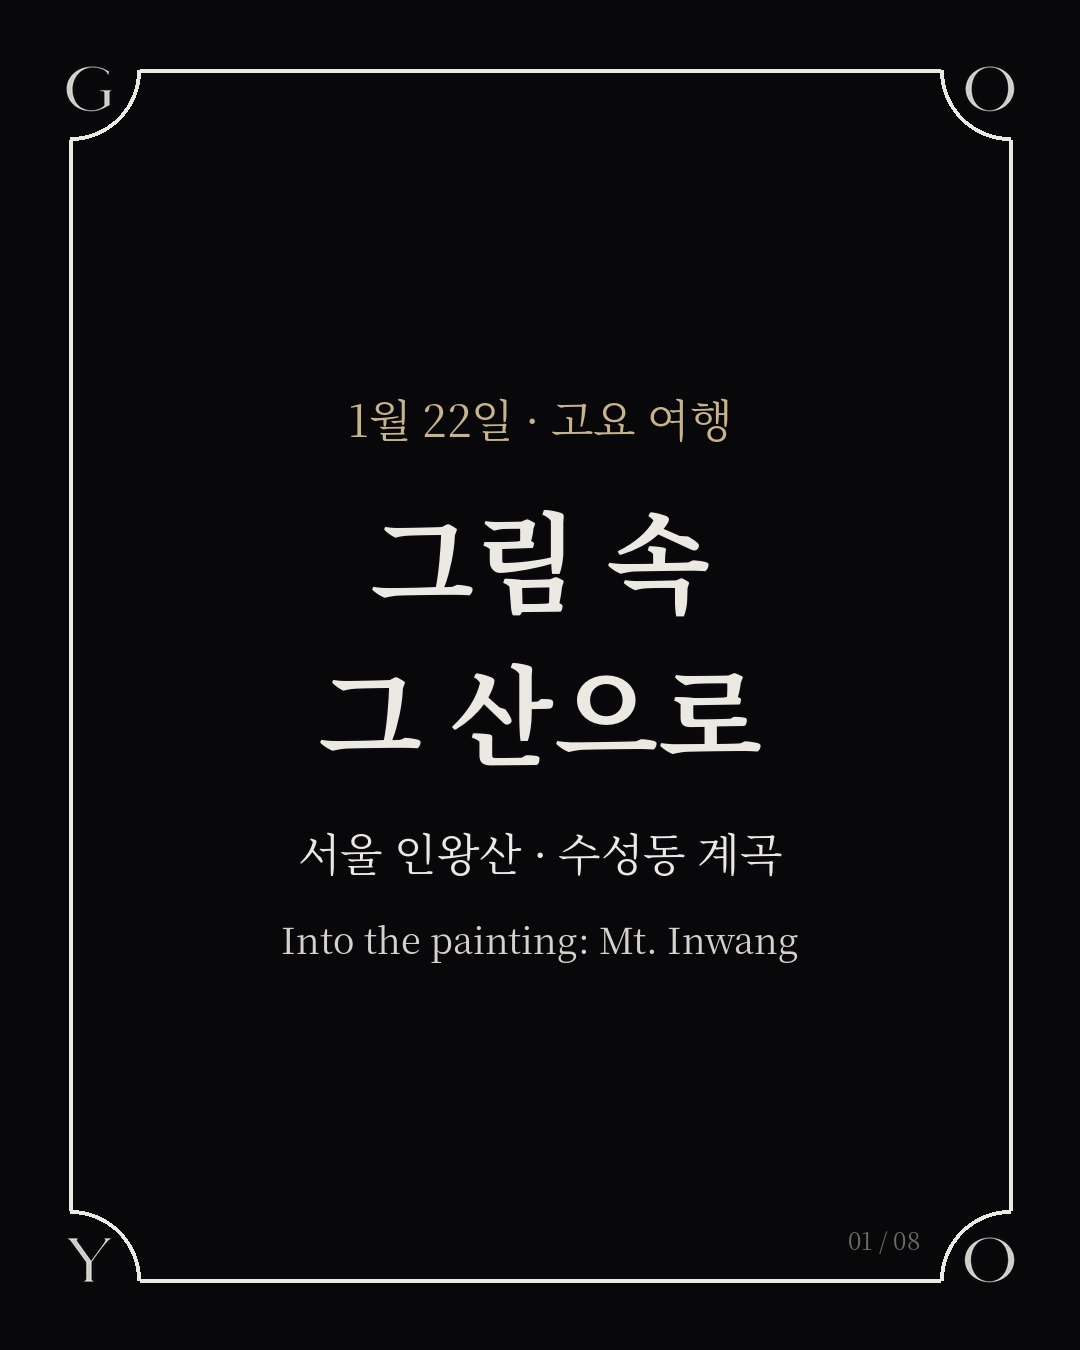 G O
1월 22일 · 고요 여행
그림 속
그 산으로
서울 인왕산 · 수성동 계곡
Into the painting: Mt. Inwang
01 / 08
Y O